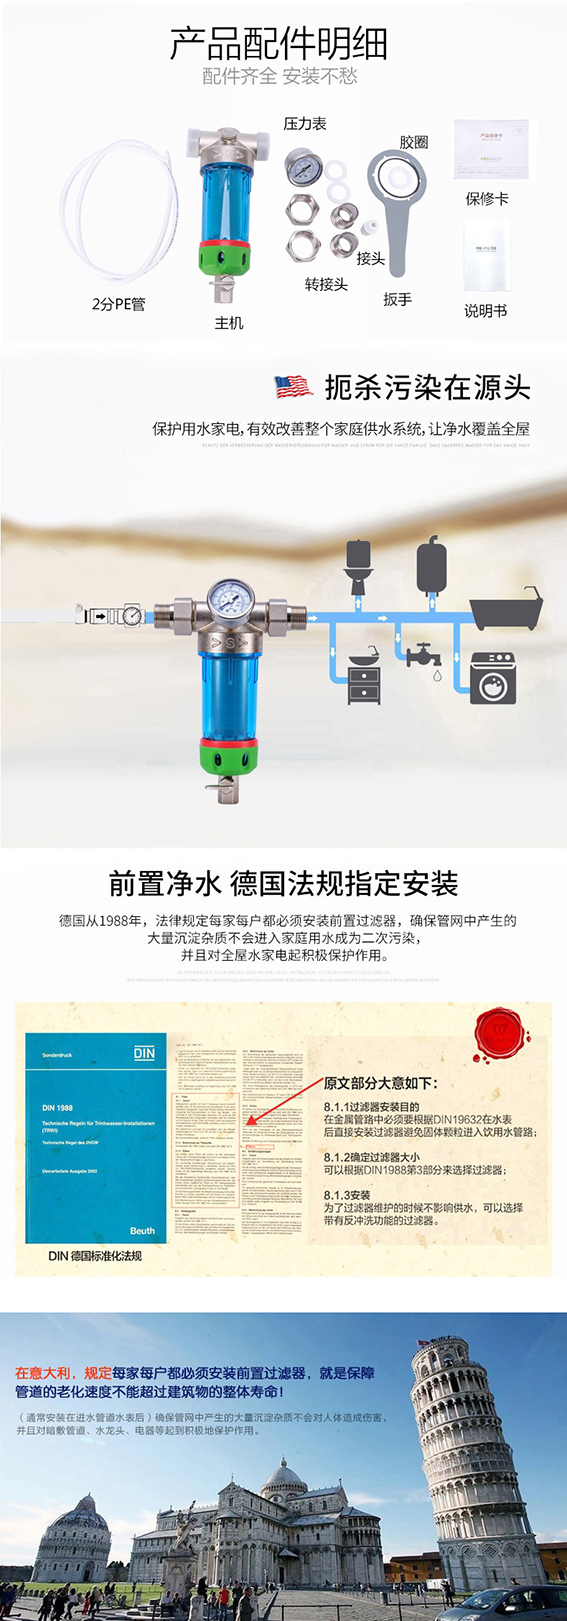 产品配件明细
配件齐全 安装不愁
压力表
胶圈
保修卡
接头
转接头
扳手
说明书
2分PE管
主机
扼杀污染在源头
保护用水家电,有效改善整个家庭供水系统,让净水覆盖全屋
VSV
前置净水 德国法规指定安装
德国从1988年，法律规定每家每户都必须安装前置过滤器，确保管网中产生的
大量沉淀杂质不会进入家庭用水成为二次污染，
并且对全屋水家电起积极保护作用。
Sonderdruck
DIN
DIN 1988
Technische Regeln für Trinkwasser-Installationen
(TRWI)
Technische Regel des DVGW
Überarbeitete Ausgabe 2003
Beuth
DIN 德国标准化法规
原文部分大意如下：
8.1.1过滤器安装目的
在金属管路中必须要根据DIN19632在水表
后直接安装过滤器避免固体颗粒进入饮用水管路；
8.1.2确定过滤器大小
可以根据DIN1988第3部分来选择过滤器；
8.1.3安装
为了过滤器维护的时候不影响供水，可以选择
带有反冲洗功能的过滤器。
在意大利，规定每家每户都必须安装前置过滤器，就是保障
管道的老化速度不能超过建筑物的整体寿命！
（通常安装在进水管道水表后）确保管网中产生的大量沉淀杂质不会对人体造成伤害，
并且对暗敷管道、水龙头、电器等起到积极地保护作用。